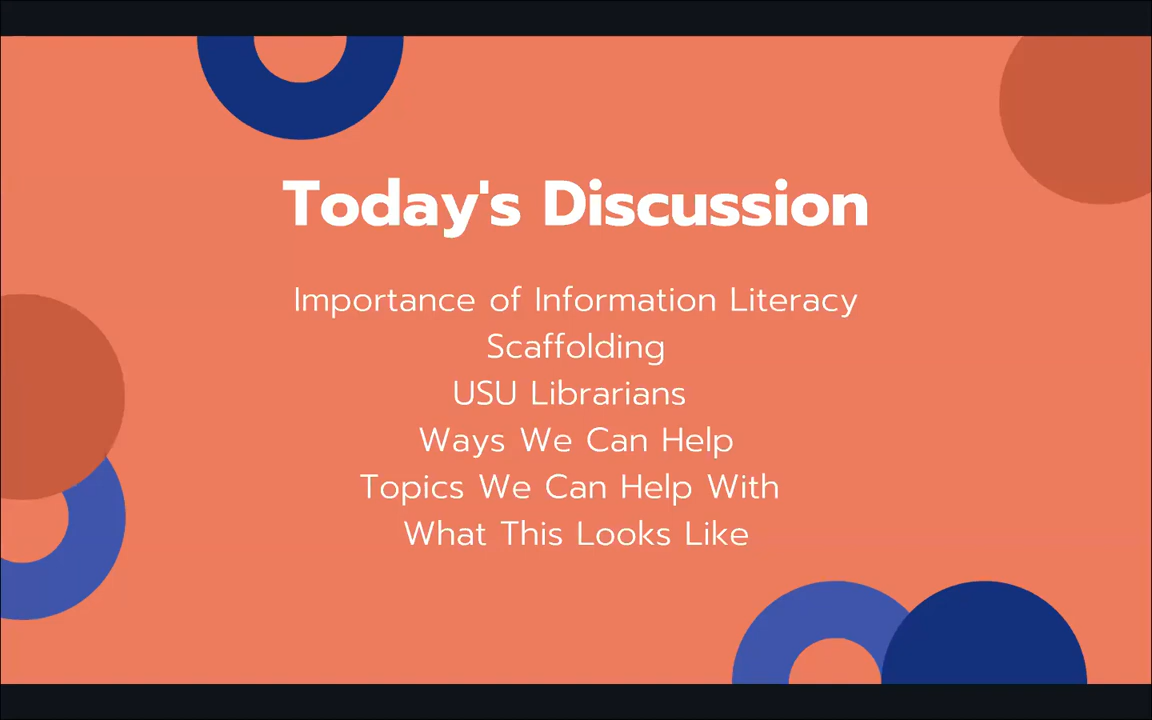 Today's Discussion
Importance of Information Literacy
Scaffolding
USU Librarians
Ways We Can Help
Topics We Can Help With
What This Looks Like